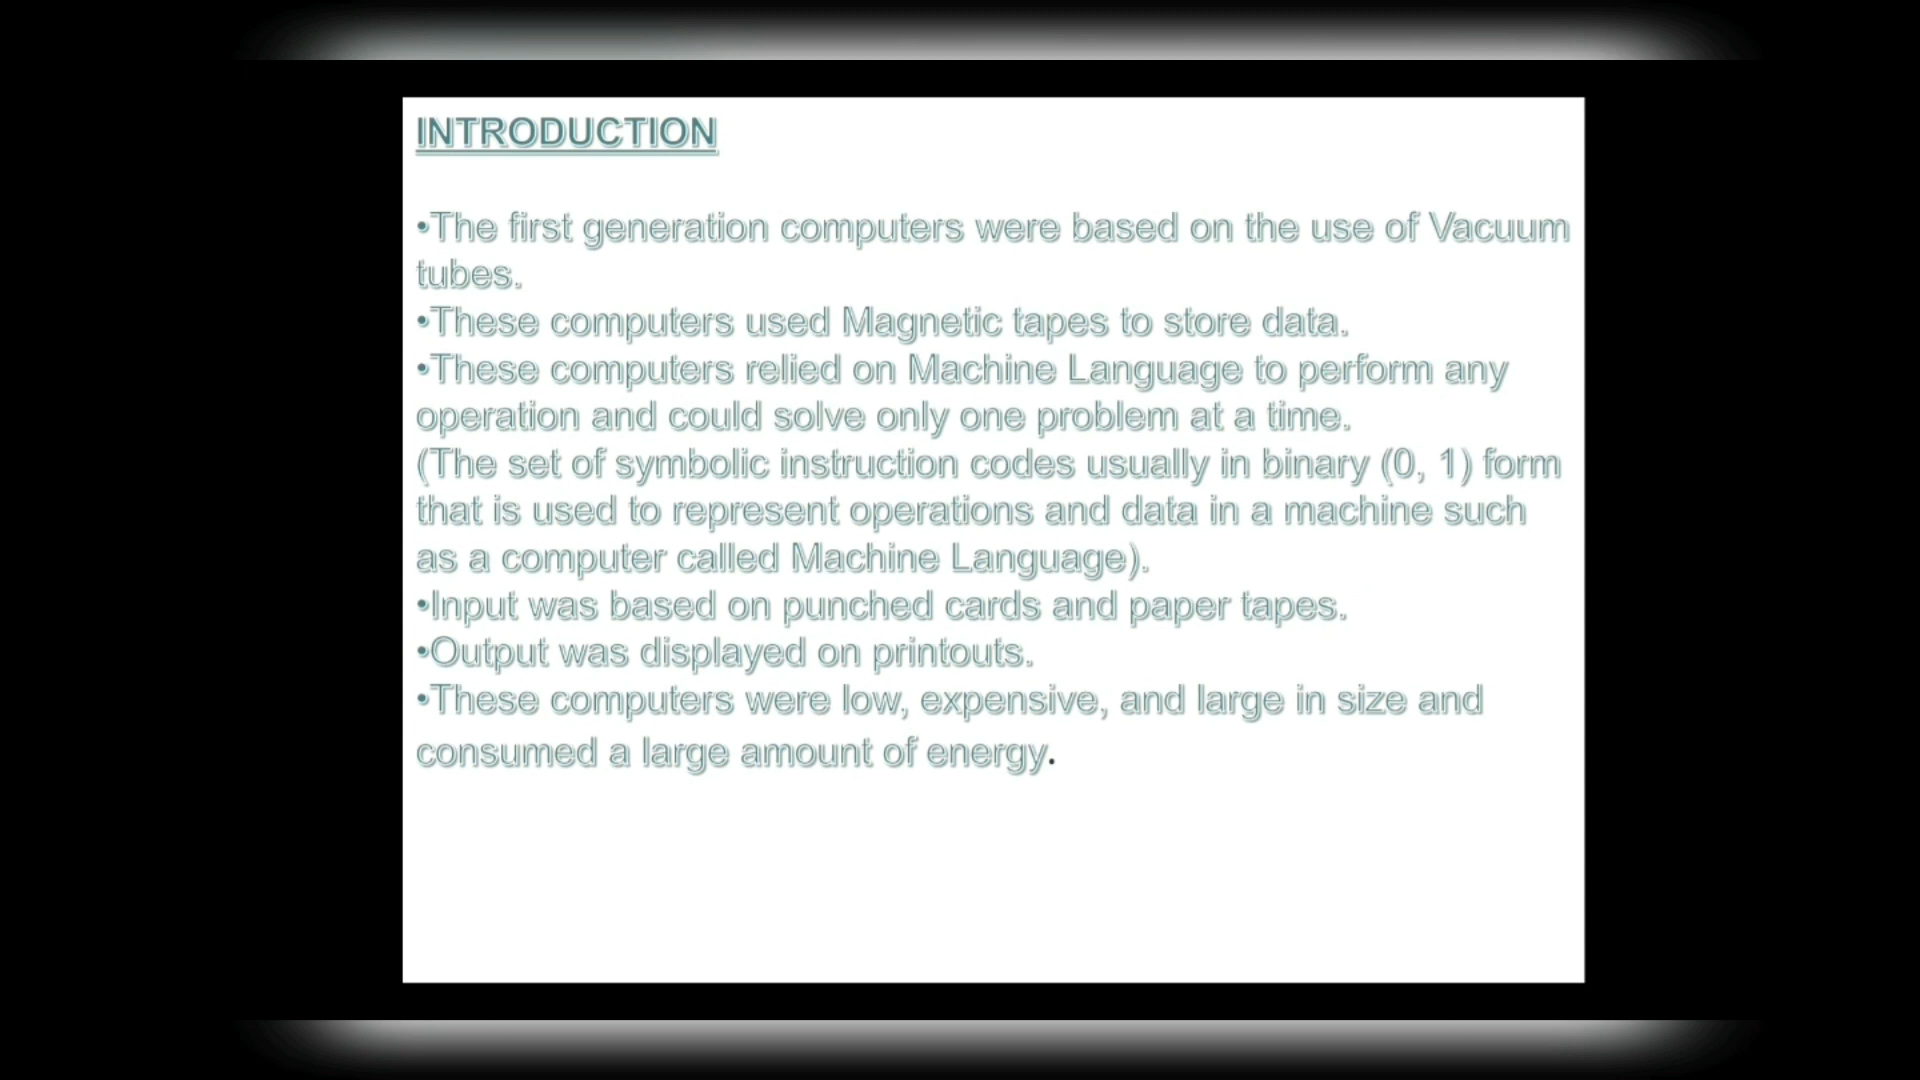 INTRODUCTION
•The first generation computers were based on the use of Vacuum
tubes.
•These computers used Magnetic tapes to store data.
•These computers relied on Machine Language to perform any
operation and could solve only one problem at a time.
(The set of symbolic instruction codes usually in binary (0, 1) form
that is used to represent operations and data in a machine such
as a computer called Machine Language).
•Input was based on punched cards and paper tapes.
•Output was displayed on printouts.
•These computers were low, expensive, and large in size and
consumed a large amount of energy.